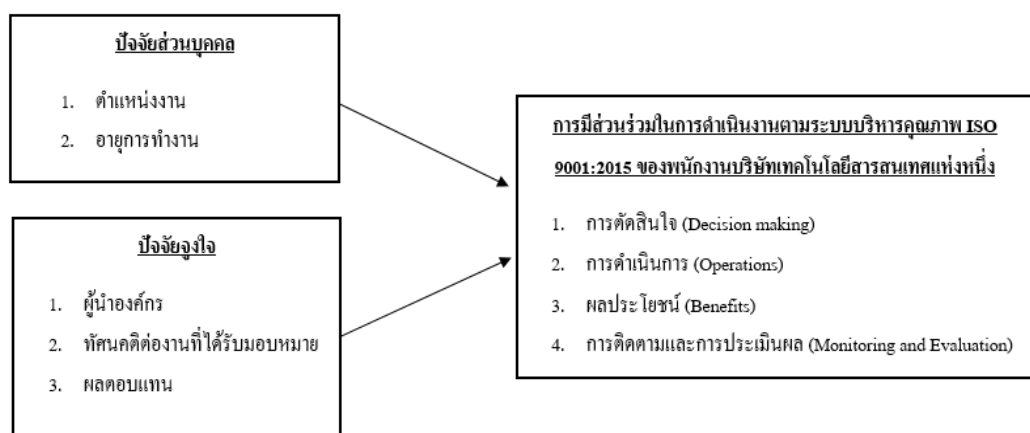 ปัจจัยส่วนบุคคล
1. ตำแหน่งงาน
2. อายุการทำงาน
ปัจจัยจูงใจ
1. ผู้นำองค์กร
2. ทัศนคติต่องานที่ได้รับมอบหมาย
3. ผลตอบแทน
การมีส่วนร่วมในการดำเนินงานตามระบบบริหารคุณภาพ ISO
9001:2015 ของพนักงานบริษัทเทคโนโลยีสารสนเทศแห่งหนึ่ง
1. การตัดสินใจ (Decision making)
2. การดำเนินการ (Operations)
3. ผลประโยชน์ (Benefits)
4. การติดตามและการประเมินผล (Monitoring and Evaluation)